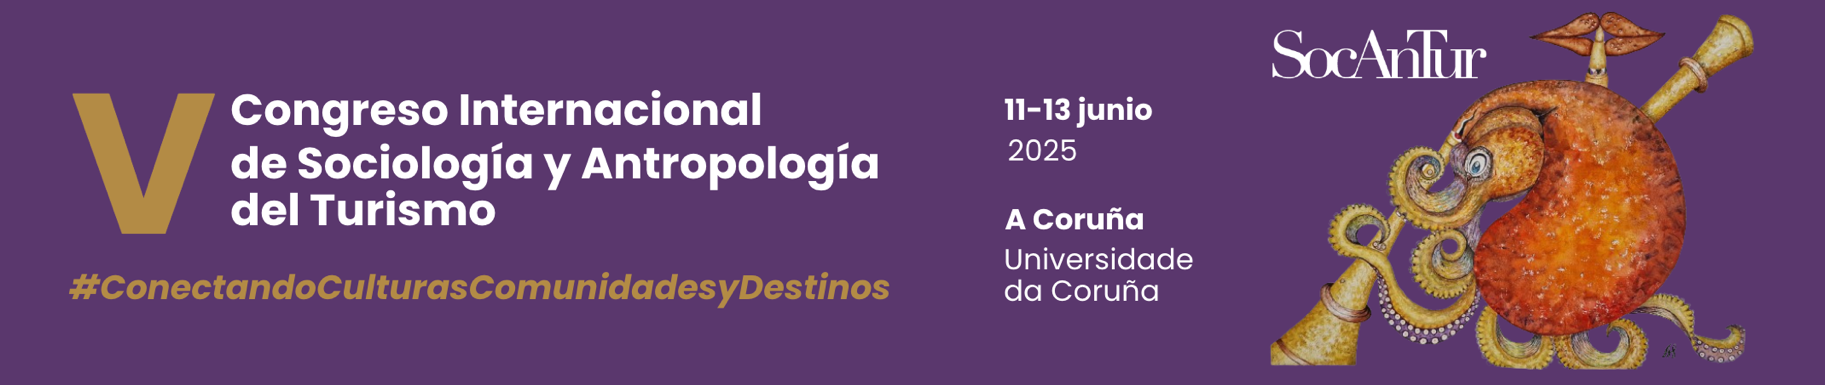 V
Congreso Internacional
de Sociología y Antropología
del Turismo
#ConectandoCulturasComunidadesyDestinos
11-13 junio
2025
A Coruña
Universidade
da Coruña
SocAnTur